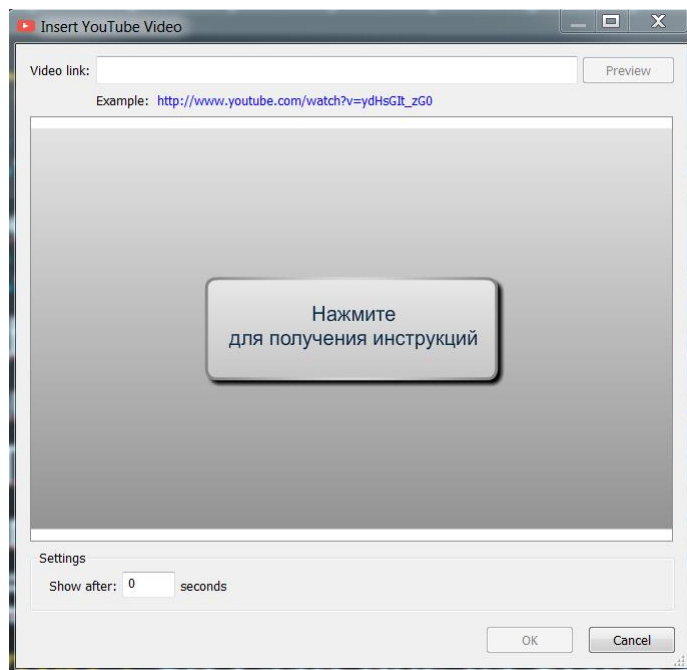 Insert YouTube Video
Video link:
Preview
Example: http://www.youtube.com/watch?v=ydHsGIt_zG0
Нажмите
для получения инструкций
Settings
Show after: 0 seconds
OK
Cancel